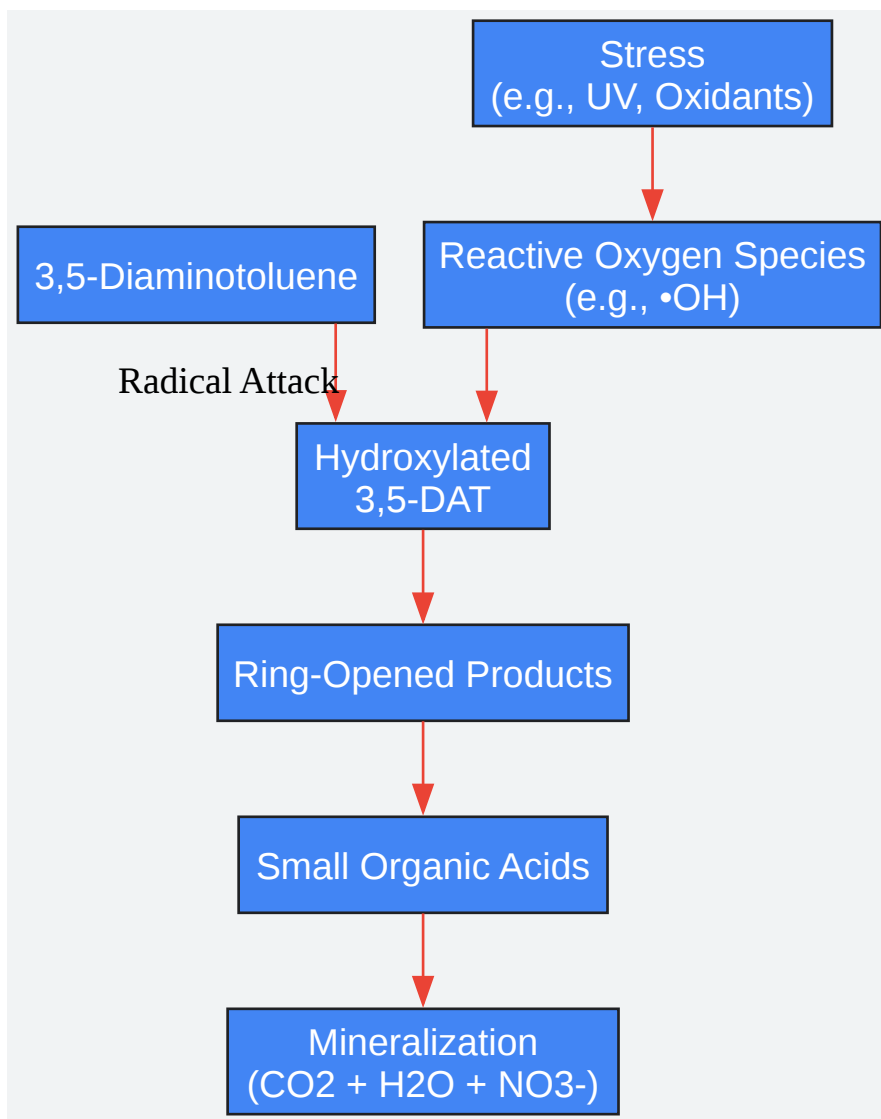 Stress
(e.g., UV, Oxidants)
3,5-Diaminotoluene
Reactive Oxygen Species
(e.g., •OH)
Radical Attack
Hydroxylated
3,5-DAT
Ring-Opened Products
Small Organic Acids
Mineralization
(CO2 + H2O + NO3-)